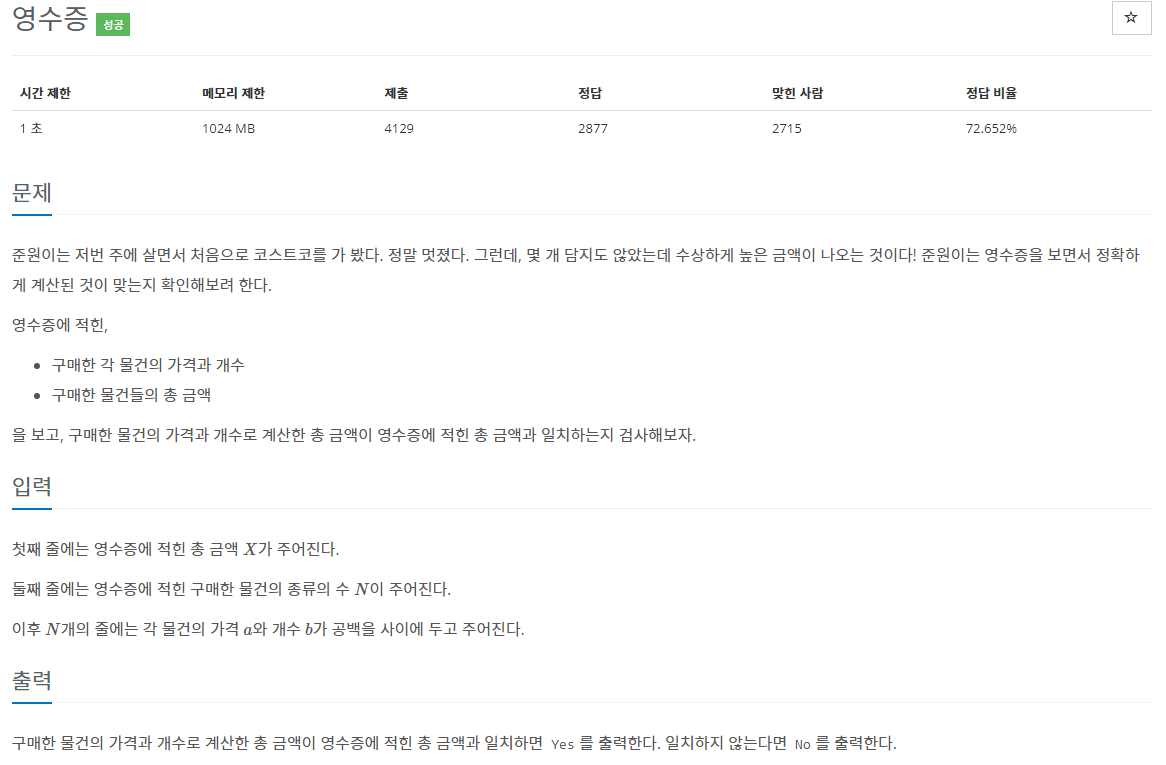 영수증 성공
☆
시간 제한 메모리 제한 제출 정답 맞힌 사람 정답 비율
1 초 1024 MB 4129 2877 2715 72.652%
문제
준원이는 저번 주에 살면서 처음으로 코스트코를 가 봤다. 정말 멋졌다. 그런데, 몇 개 담지도 않았는데 수상하게 높은 금액이 나오는 것이다! 준원이는 영수증을 보면서 정확하
게 계산된 것이 맞는지 확인해보려 한다.
영수증에 적힌,
• 구매한 각 물건의 가격과 개수
• 구매한 물건들의 총 금액
을 보고, 구매한 물건의 가격과 개수로 계산한 총 금액이 영수증에 적힌 총 금액과 일치하는지 검사해보자.
입력
첫째 줄에는 영수증에 적힌 총 금액 X가 주어진다.
둘째 줄에는 영수증에 적힌 구매한 물건의 종류의 수 N이 주어진다.
이후 N개의 줄에는 각 물건의 가격 a와 개수 b가 공백을 사이에 두고 주어진다.
출력
구매한 물건의 가격과 개수로 계산한 총 금액이 영수증에 적힌 총 금액과 일치하면 Yes 를 출력한다. 일치하지 않는다면 No 를 출력한다.